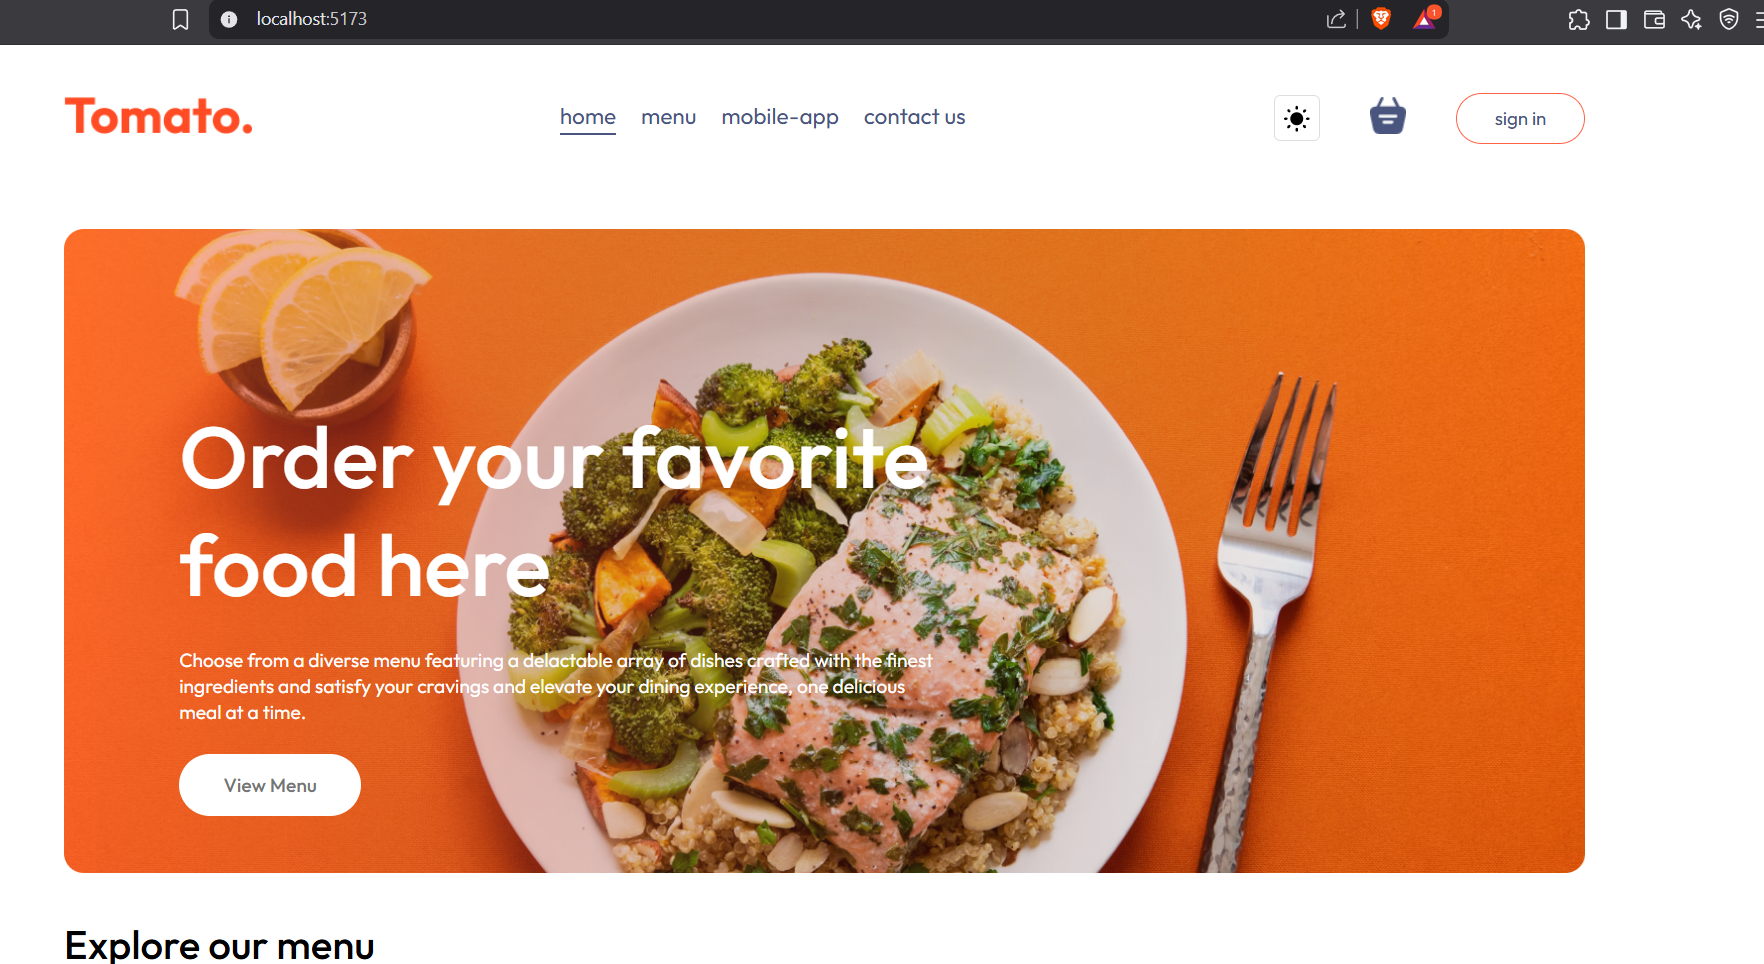 localhost:5173
1
Tomato.
home menu mobile-app contact us
sign in
Order your favorite
food here
Choose from a diverse menu featuring a delactable array of dishes crafted with the finest
ingredients and satisfy your cravings and elevate your dining experience, one delicious
meal at a time.
View Menu
Explore our menu